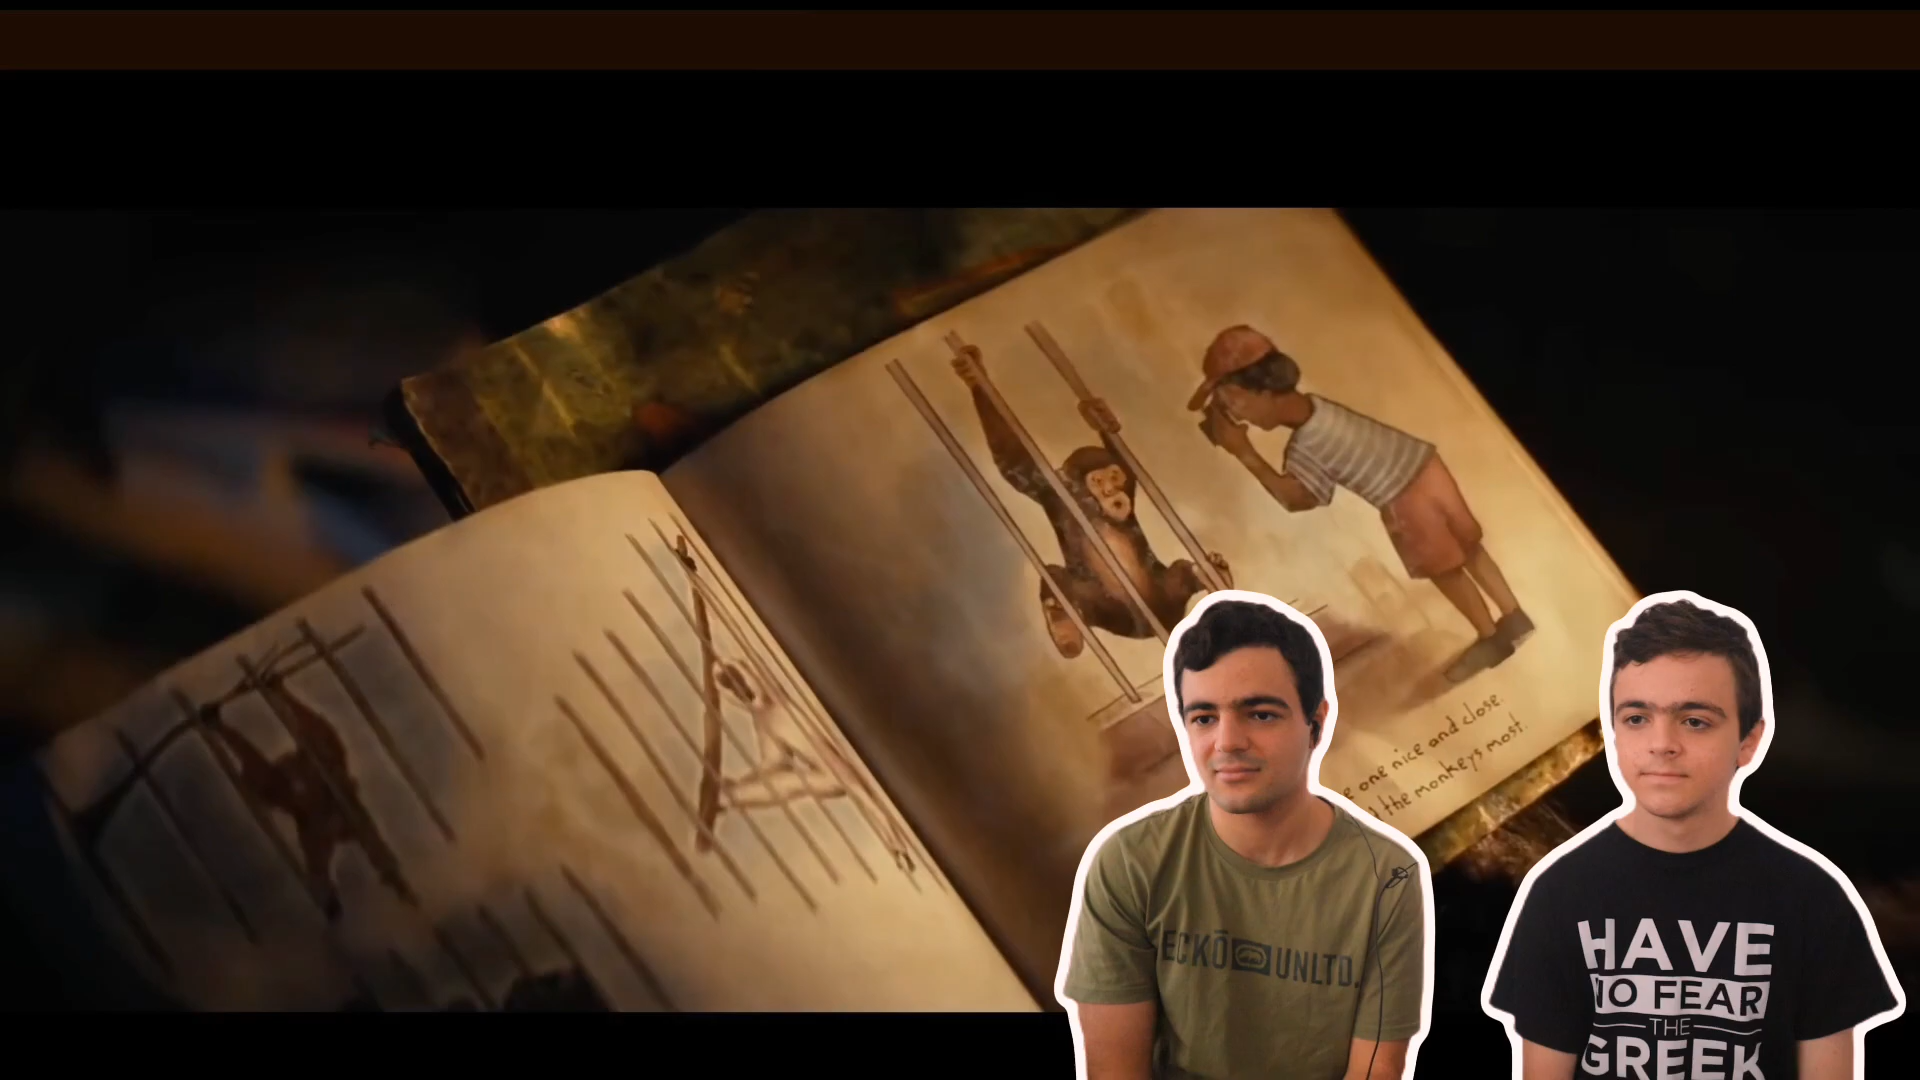 one nice and close.
the monkeys most.
ECKŌ UNLTD.
HAVE
NO FEAR
THE
GREEK